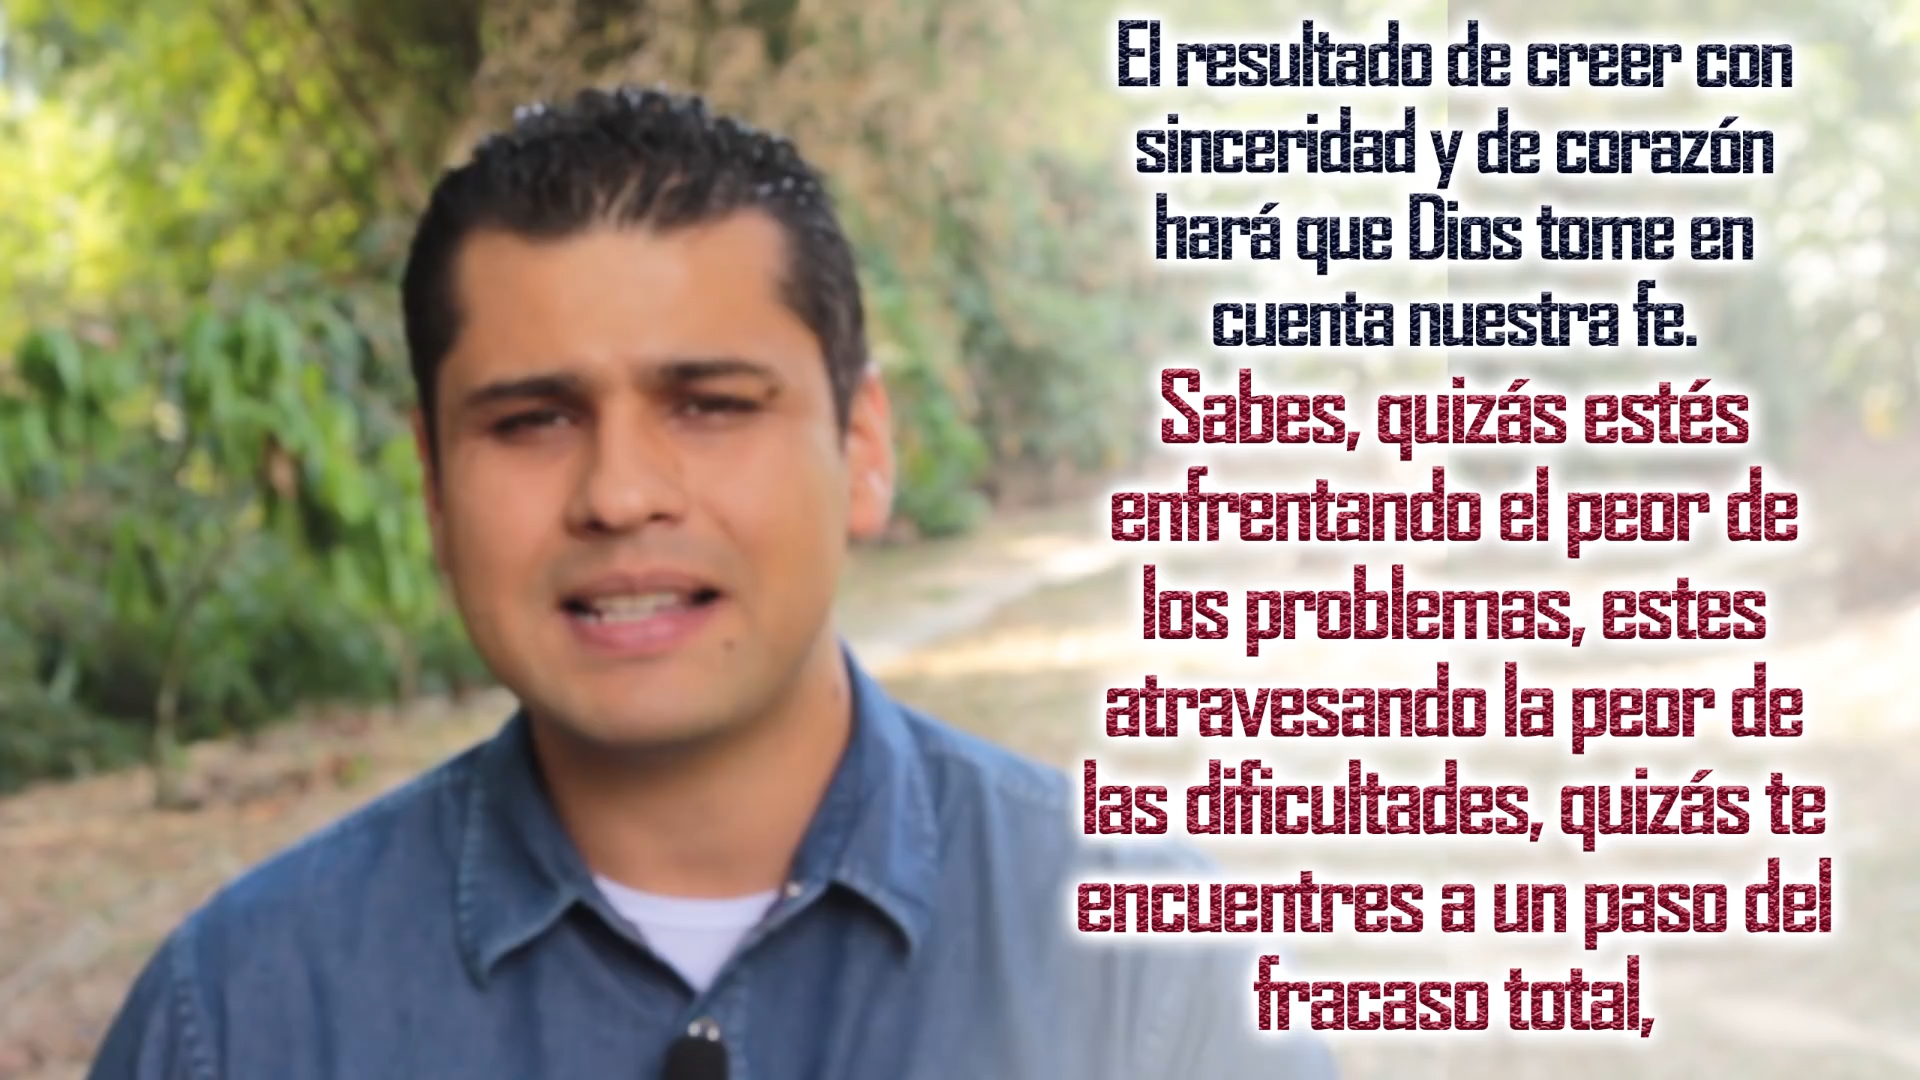 El resultado de creer con
sinceridad y de corazón
hará que Dios tome en
cuenta nuestra fe.
Sabes, quizás estés
enfrentando el peor de
los problemas, estes
atravesando la peor de
las dificultades, quizás te
encuentres a un paso del
fracaso total,